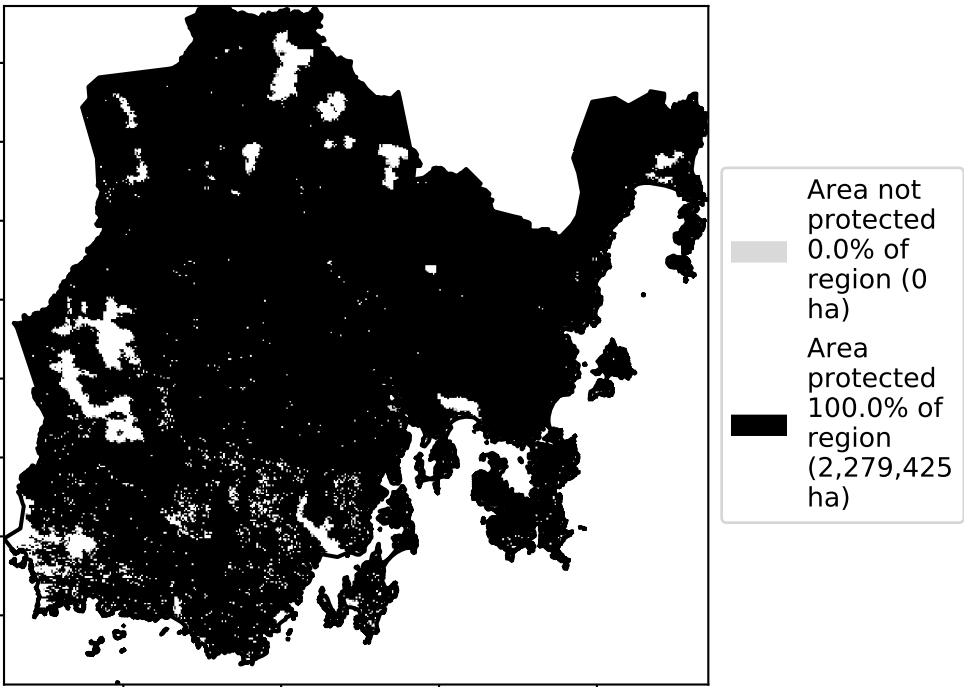 Area not
protected
0.0% of
region (0
ha)
Area
protected
100.0% of
region
(2,279,425
ha)